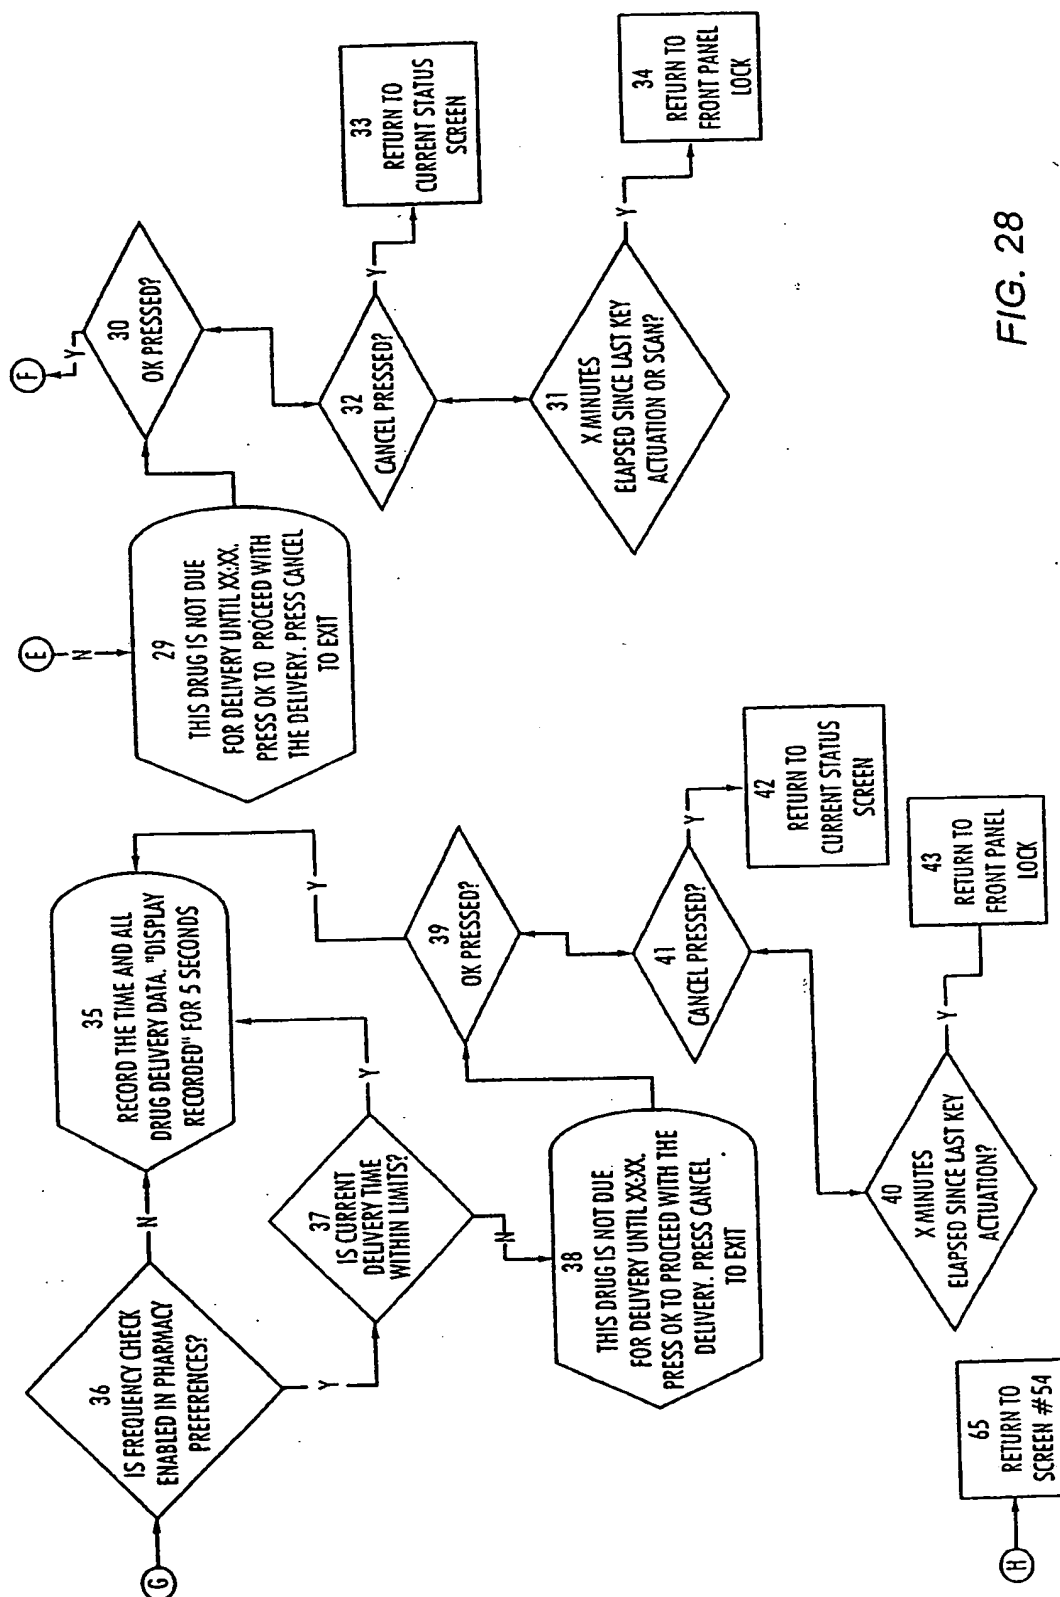 G
36
IS FREQUENCY CHECK
ENABLED IN PHARMACY
PREFERENCES?
N
Y
35
RECORD THE TIME AND ALL
DRUG DELIVERY DATA. "DISPLAY
RECORDED" FOR 5 SECONDS
37
IS CURRENT
DELIVERY TIME
WITHIN LIMITS?
Y
N
38
THIS DRUG IS NOT DUE
FOR DELIVERY UNTIL XX:XX.
PRESS OK TO PROCEED WITH THE
DELIVERY. PRESS CANCEL
TO EXIT
39
OK PRESSED?
Y
41
CANCEL PRESSED?
Y
42
RETURN TO
CURRENT STATUS
SCREEN
40
X MINUTES
ELAPSED SINCE LAST KEY
ACTUATION?
Y
43
RETURN TO
FRONT PANEL
LOCK
H
65
RETURN TO
SCREEN #54
E
N
29
THIS DRUG IS NOT DUE
FOR DELIVERY UNTIL XX:XX.
PRESS OK TO PROCEED WITH
THE DELIVERY. PRESS CANCEL
TO EXIT
30
OK PRESSED?
Y
F
32
CANCEL PRESSED?
Y
33
RETURN TO
CURRENT STATUS
SCREEN
31
X MINUTES
ELAPSED SINCE LAST KEY
ACTUATION OR SCAN?
Y
34
RETURN TO
FRONT PANEL
LOCK
FIG. 28